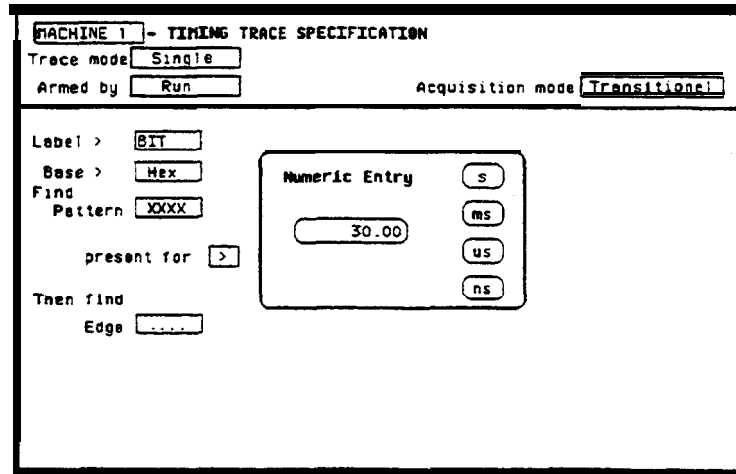 MACHINE 1 - TIMING TRACE SPECIFICATION
Trace mode Single
Armed by Run Acquisition mode Transitional
Label > BIT
Base > Hex
Find
Pattern XXXX
present for >
Then find
Edge ....
Numeric Entry
30.00
s
ms
us
ns